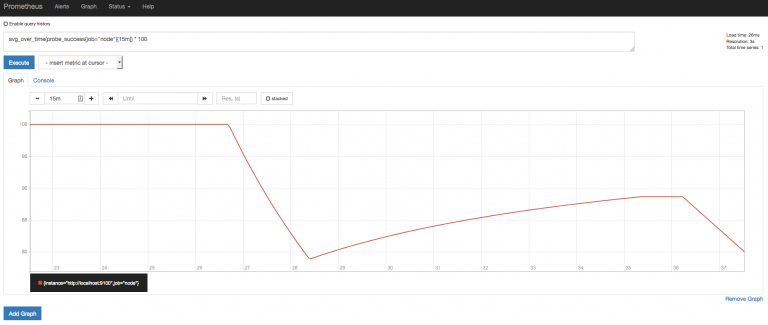 Prometheus Alerts Graph Status Help
Enable query history
avg_over_time(probe_success{job="node"}[15m]) * 100
Load time: 26ms
Resolution: 3s
Total time series: 1
Execute - insert metric at cursor -
Graph Console
15m Until Res. (s) stacked
100
95
90
85
80
23 24 25 26 27 28 29 30 31 32 33 34 35 36 37
{instance="http://localhost:9100",job="node"}
Remove Graph
Add Graph